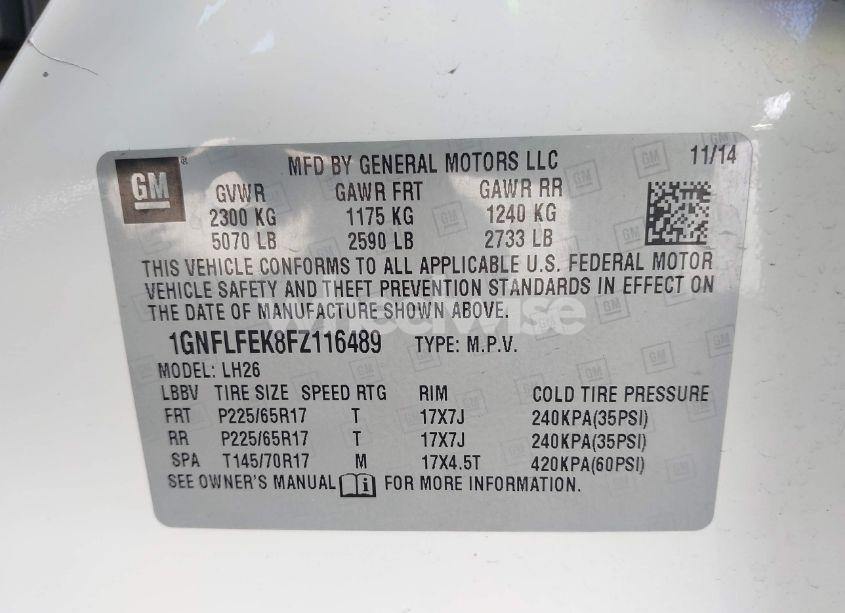 GM
MFD BY GENERAL MOTORS LLC 11/14
GVWR GAWR FRT GAWR RR
2300 KG 1175 KG 1240 KG
5070 LB 2590 LB 2733 LB
THIS VEHICLE CONFORMS TO ALL APPLICABLE U.S. FEDERAL MOTOR
VEHICLE SAFETY AND THEFT PREVENTION STANDARDS IN EFFECT ON
THE DATE OF MANUFACTURE SHOWN ABOVE.
Wheelwise
1GNFLFEK8FZ116489 TYPE: M.P.V.
MODEL: LH26
LBBV TIRE SIZE SPEED RTG RIM COLD TIRE PRESSURE
FRT P225/65R17 T 17X7J 240KPA(35PSI)
RR P225/65R17 T 17X7J 240KPA(35PSI)
SPA T145/70R17 M 17X4.5T 420KPA(60PSI)
SEE OWNER'S MANUAL FOR MORE INFORMATION.